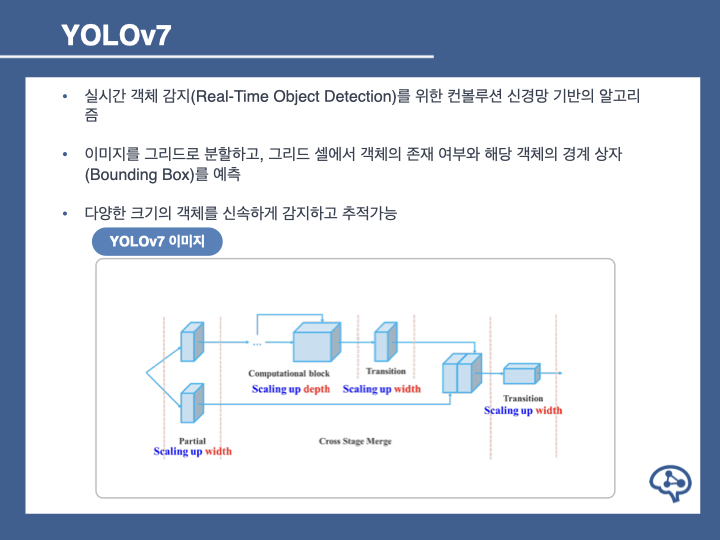 YOLOv7
• 실시간 객체 감지(Real-Time Object Detection)를 위한 컨볼루션 신경망 기반의 알고리
즘
• 이미지를 그리드로 분할하고, 그리드 셀에서 객체의 존재 여부와 해당 객체의 경계 상자
(Bounding Box)를 예측
• 다양한 크기의 객체를 신속하게 감지하고 추적가능
YOLOv7 이미지
...
Computational block
Scaling up depth
Transition
Scaling up width
Transition
Scaling up width
Partial
Scaling up width
Cross Stage Merge